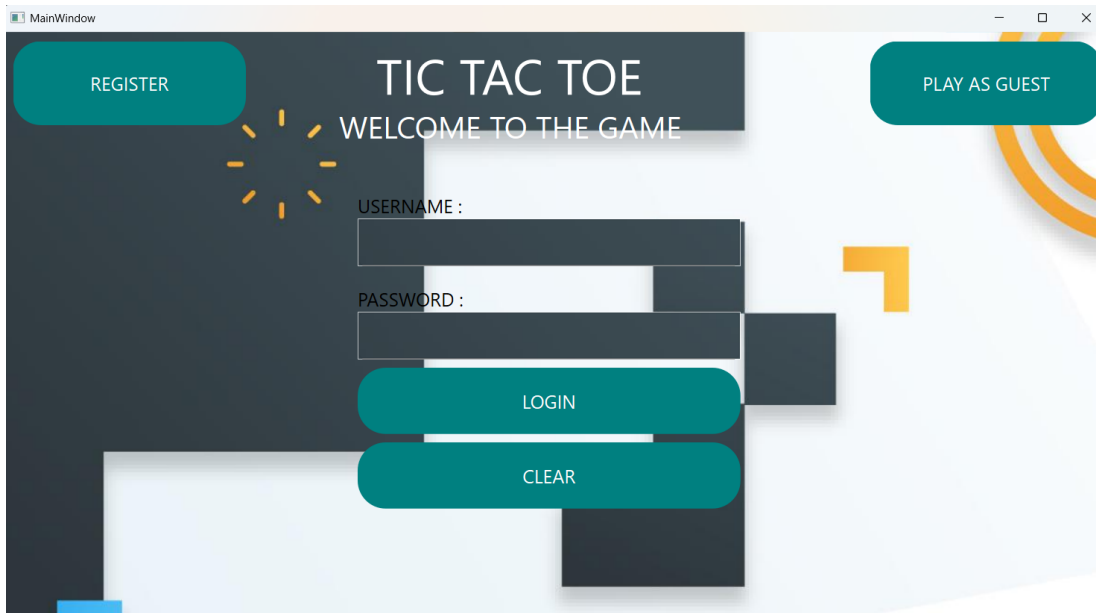 MainWindow
REGISTER
TIC TAC TOE
PLAY AS GUEST
WELCOME TO THE GAME
USERNAME :
PASSWORD :
LOGIN
CLEAR